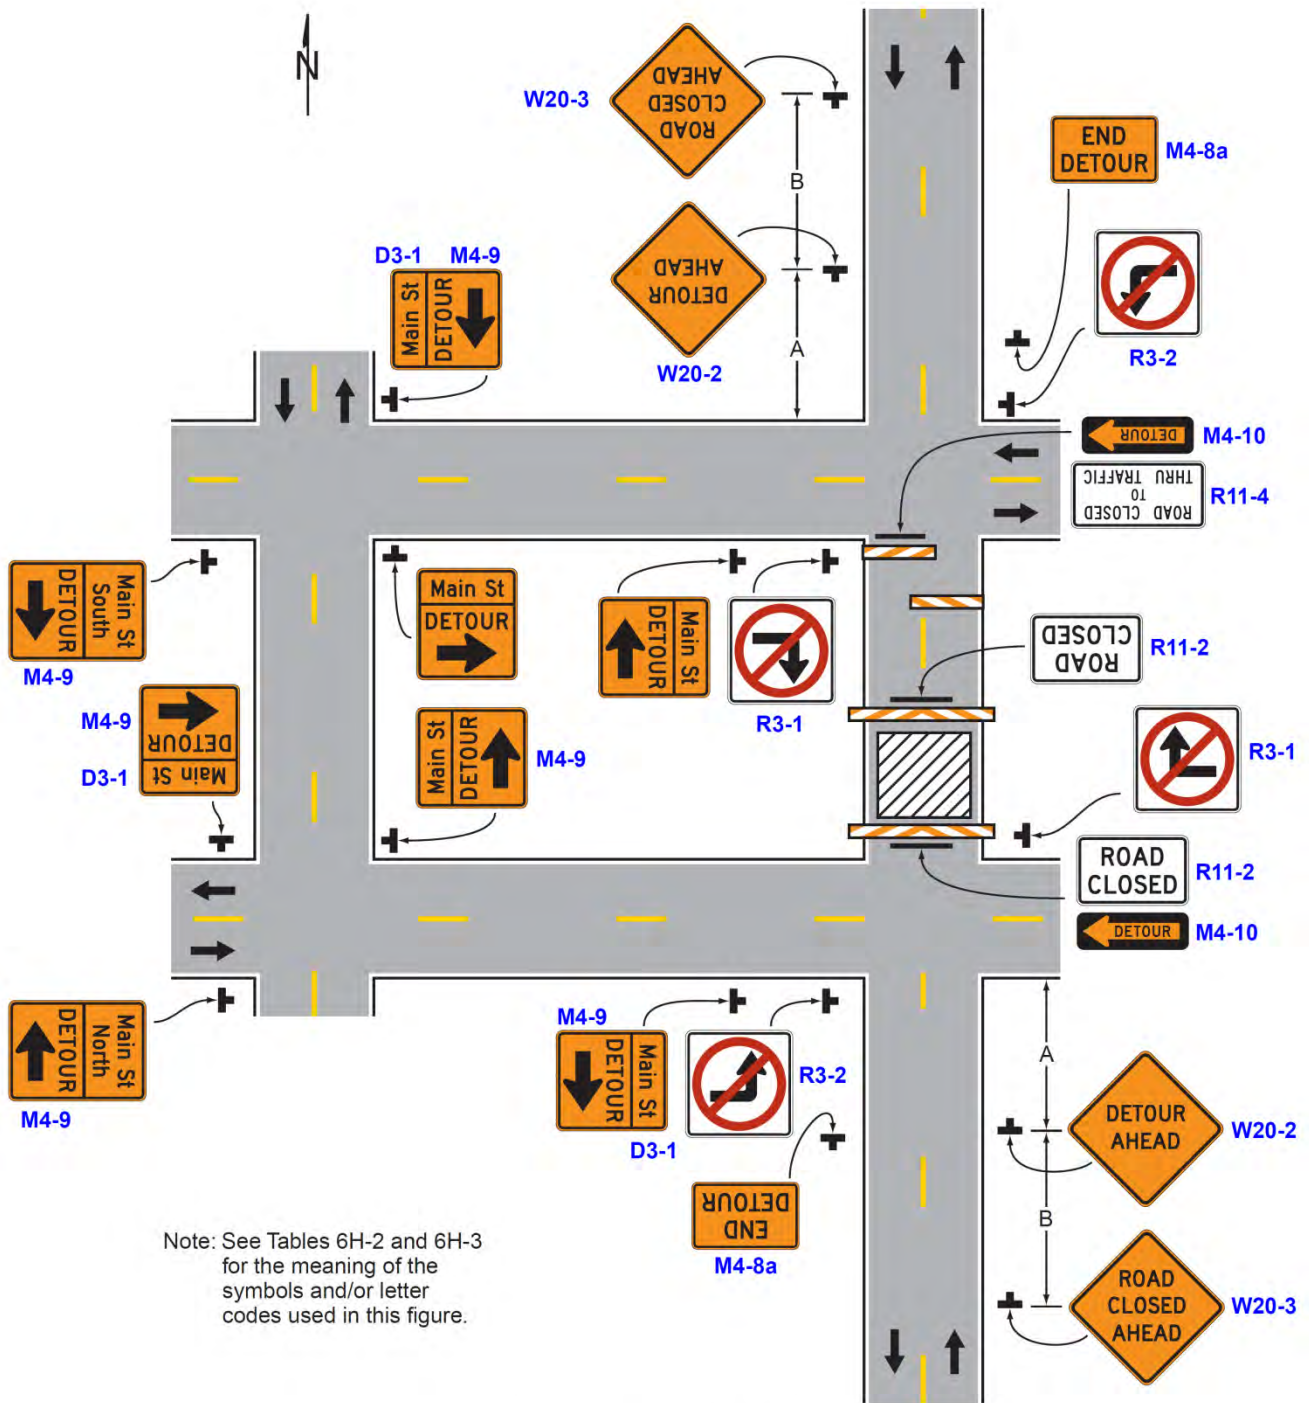 N
ROAD
CLOSED
AHEAD
W20-3
B
END
DETOUR
M4-8a
DETOUR
AHEAD
W20-2
A
D3-1 M4-9
Main St
DETOUR
R3-2
DETOUR
M4-10
ROAD CLOSED
TO
THRU TRAFFIC
R11-4
Main St
South
DETOUR
M4-9
Main St
DETOUR
Main St
DETOUR
R3-1
ROAD
CLOSED
R11-2
M4-9
D3-1
Main St
DETOUR
Main St
DETOUR
M4-9
R3-1
ROAD
CLOSED
R11-2
DETOUR
M4-10
Main St
North
DETOUR
M4-9
M4-9
Main St
DETOUR
D3-1
R3-2
END
DETOUR
M4-8a
A
DETOUR
AHEAD
W20-2
B
ROAD
CLOSED
AHEAD
W20-3
Note: See Tables 6H-2 and 6H-3
for the meaning of the
symbols and/or letter
codes used in this figure.